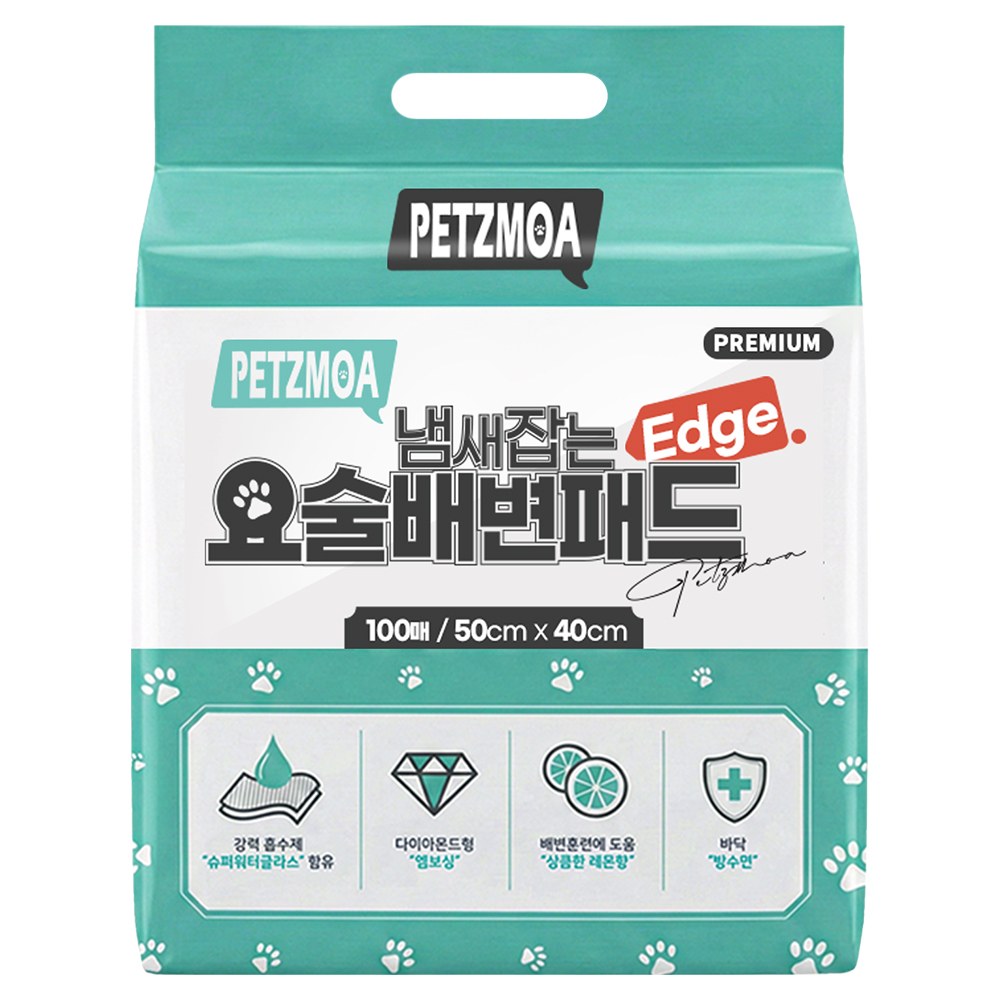 PETZMOA
PREMIUM
PETZMOA
냄새잡는 Edge.
요술배변패드
Petzmoa
100매 / 50cm x 40cm
강력 흡수제
"슈퍼워터글라스" 함유
다이아몬드형
"엠보싱"
배변훈련에 도움
"상큼한 레몬향"
바닥
"방수면"